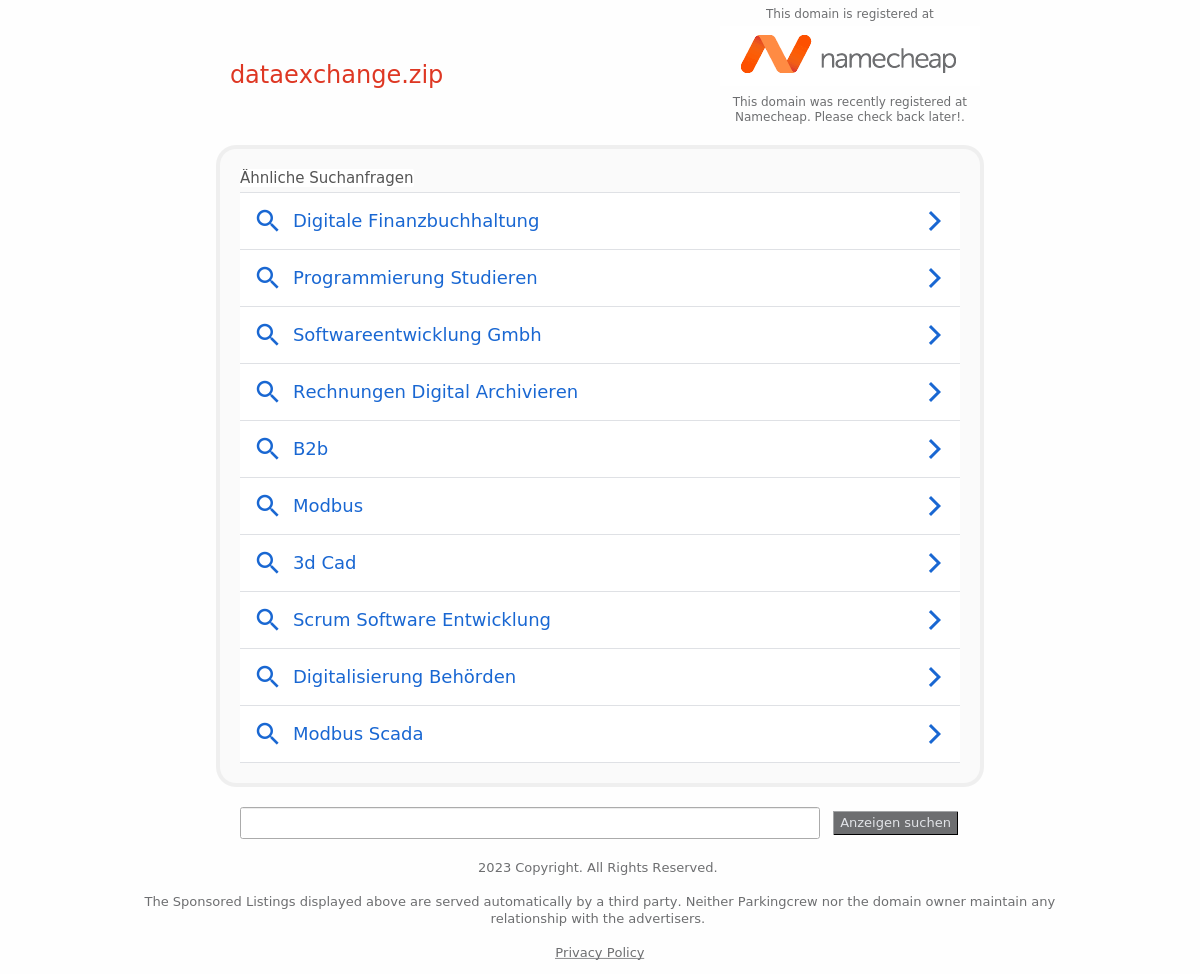 This domain is registered at
namecheap
dataexchange.zip
This domain was recently registered at
Namecheap. Please check back later!.
Ähnliche Suchanfragen
Digitale Finanzbuchhaltung
Programmierung Studieren
Softwareentwicklung Gmbh
Rechnungen Digital Archivieren
B2b
Modbus
3d Cad
Scrum Software Entwicklung
Digitalisierung Behörden
Modbus Scada
Anzeigen suchen
2023 Copyright. All Rights Reserved.
The Sponsored Listings displayed above are served automatically by a third party. Neither Parkingcrew nor the domain owner maintain any
relationship with the advertisers.
Privacy Policy